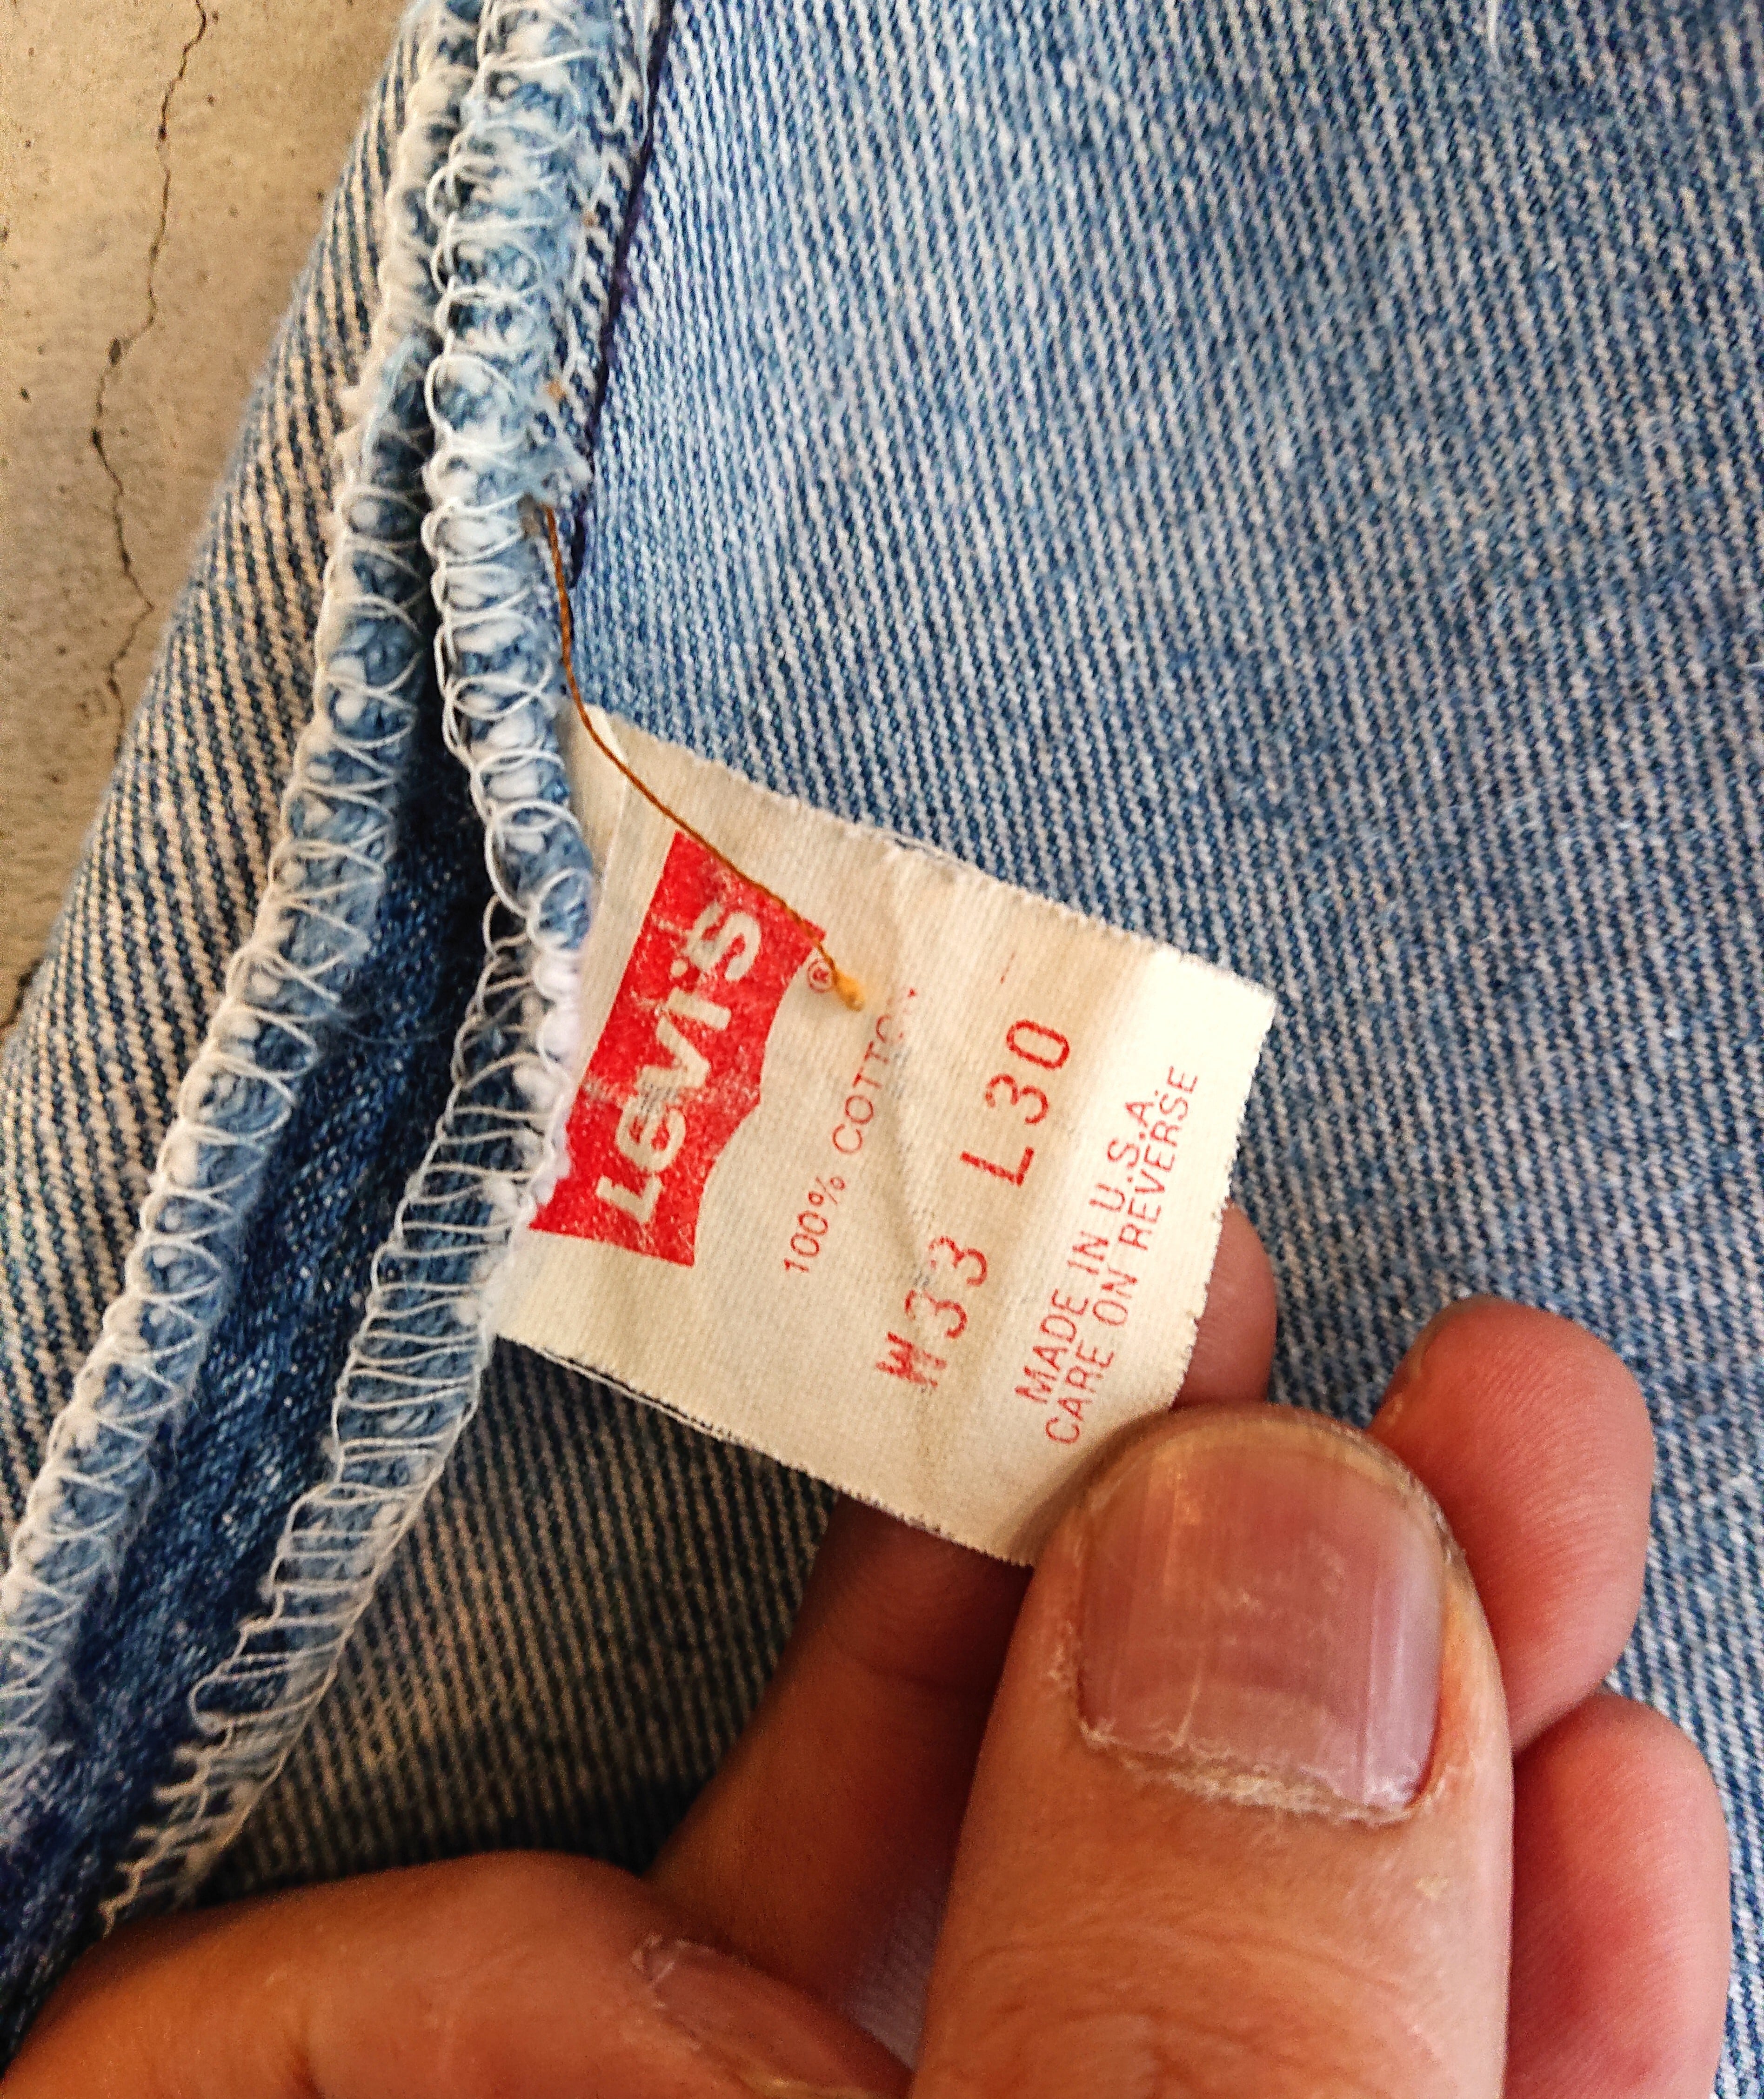 Levi's ®
100% COTTON
W33 L30
MADE IN U.S.A.
CARE ON REVERSE